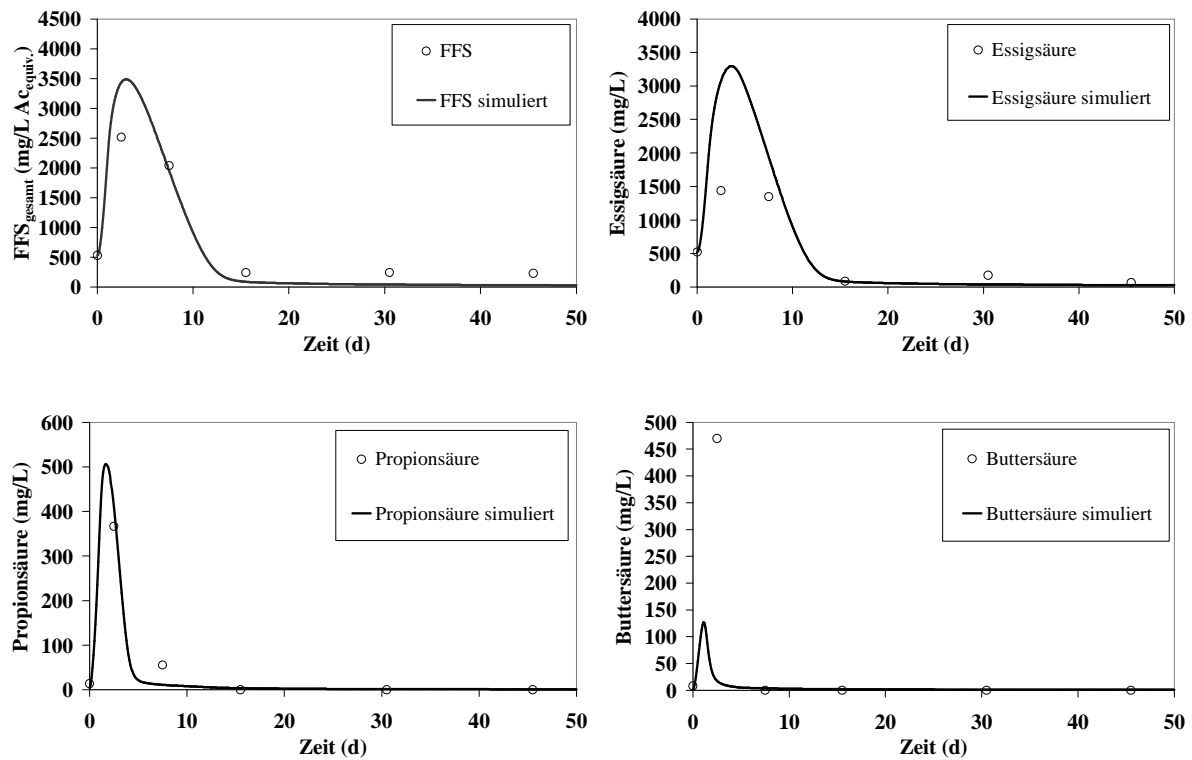 FFS_gesamt (mg/L Ac_equiv.)
4500
4000
3500
3000
2500
2000
1500
1000
500
0
FFS
FFS simuliert
0 10 20 30 40 50
Zeit (d)
Essigsäure (mg/L)
4000
3500
3000
2500
2000
1500
1000
500
0
Essigsäure
Essigsäure simuliert
0 10 20 30 40 50
Zeit (d)
Propionsäure (mg/L)
600
500
400
300
200
100
0
Propionsäure
Propionsäure simuliert
0 10 20 30 40 50
Zeit (d)
Buttersäure (mg/L)
500
450
400
350
300
250
200
150
100
50
0
Buttersäure
Buttersäure simuliert
0 10 20 30 40 50
Zeit (d)